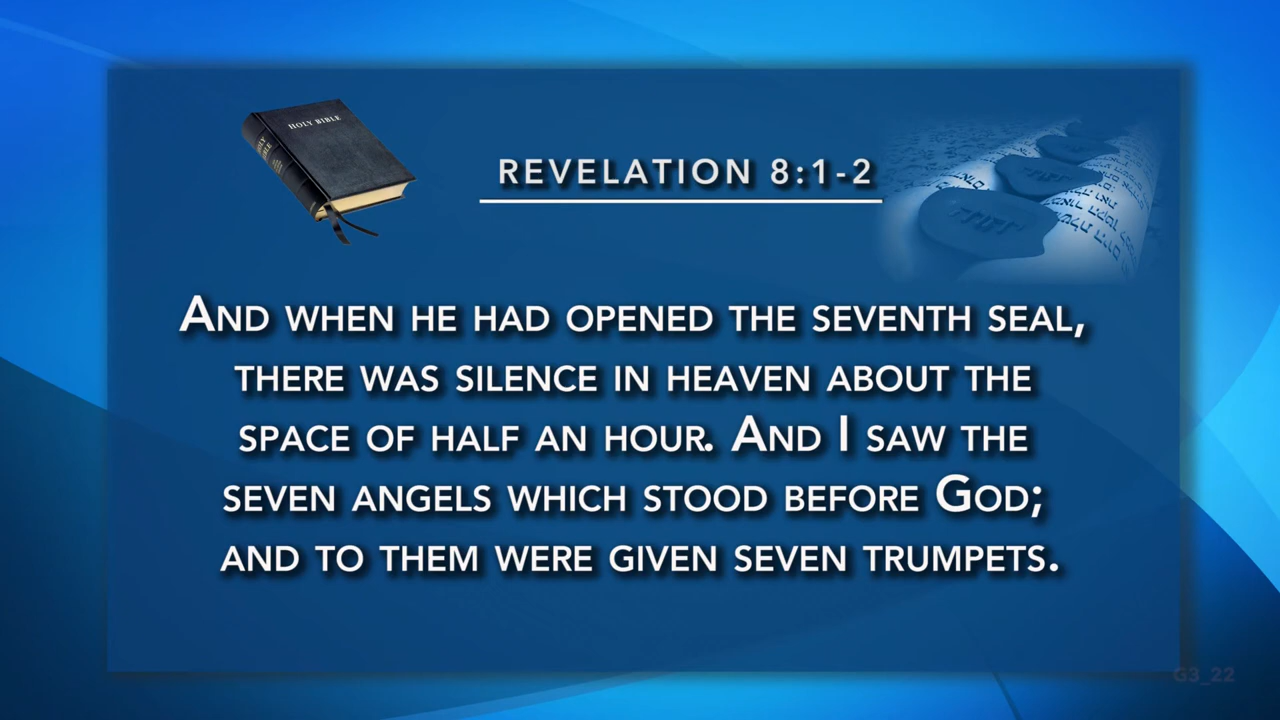 HOLY BIBLE
REVELATION 8:1-2
AND WHEN HE HAD OPENED THE SEVENTH SEAL,
THERE WAS SILENCE IN HEAVEN ABOUT THE
SPACE OF HALF AN HOUR. AND I SAW THE
SEVEN ANGELS WHICH STOOD BEFORE GOD;
AND TO THEM WERE GIVEN SEVEN TRUMPETS.
G3_22